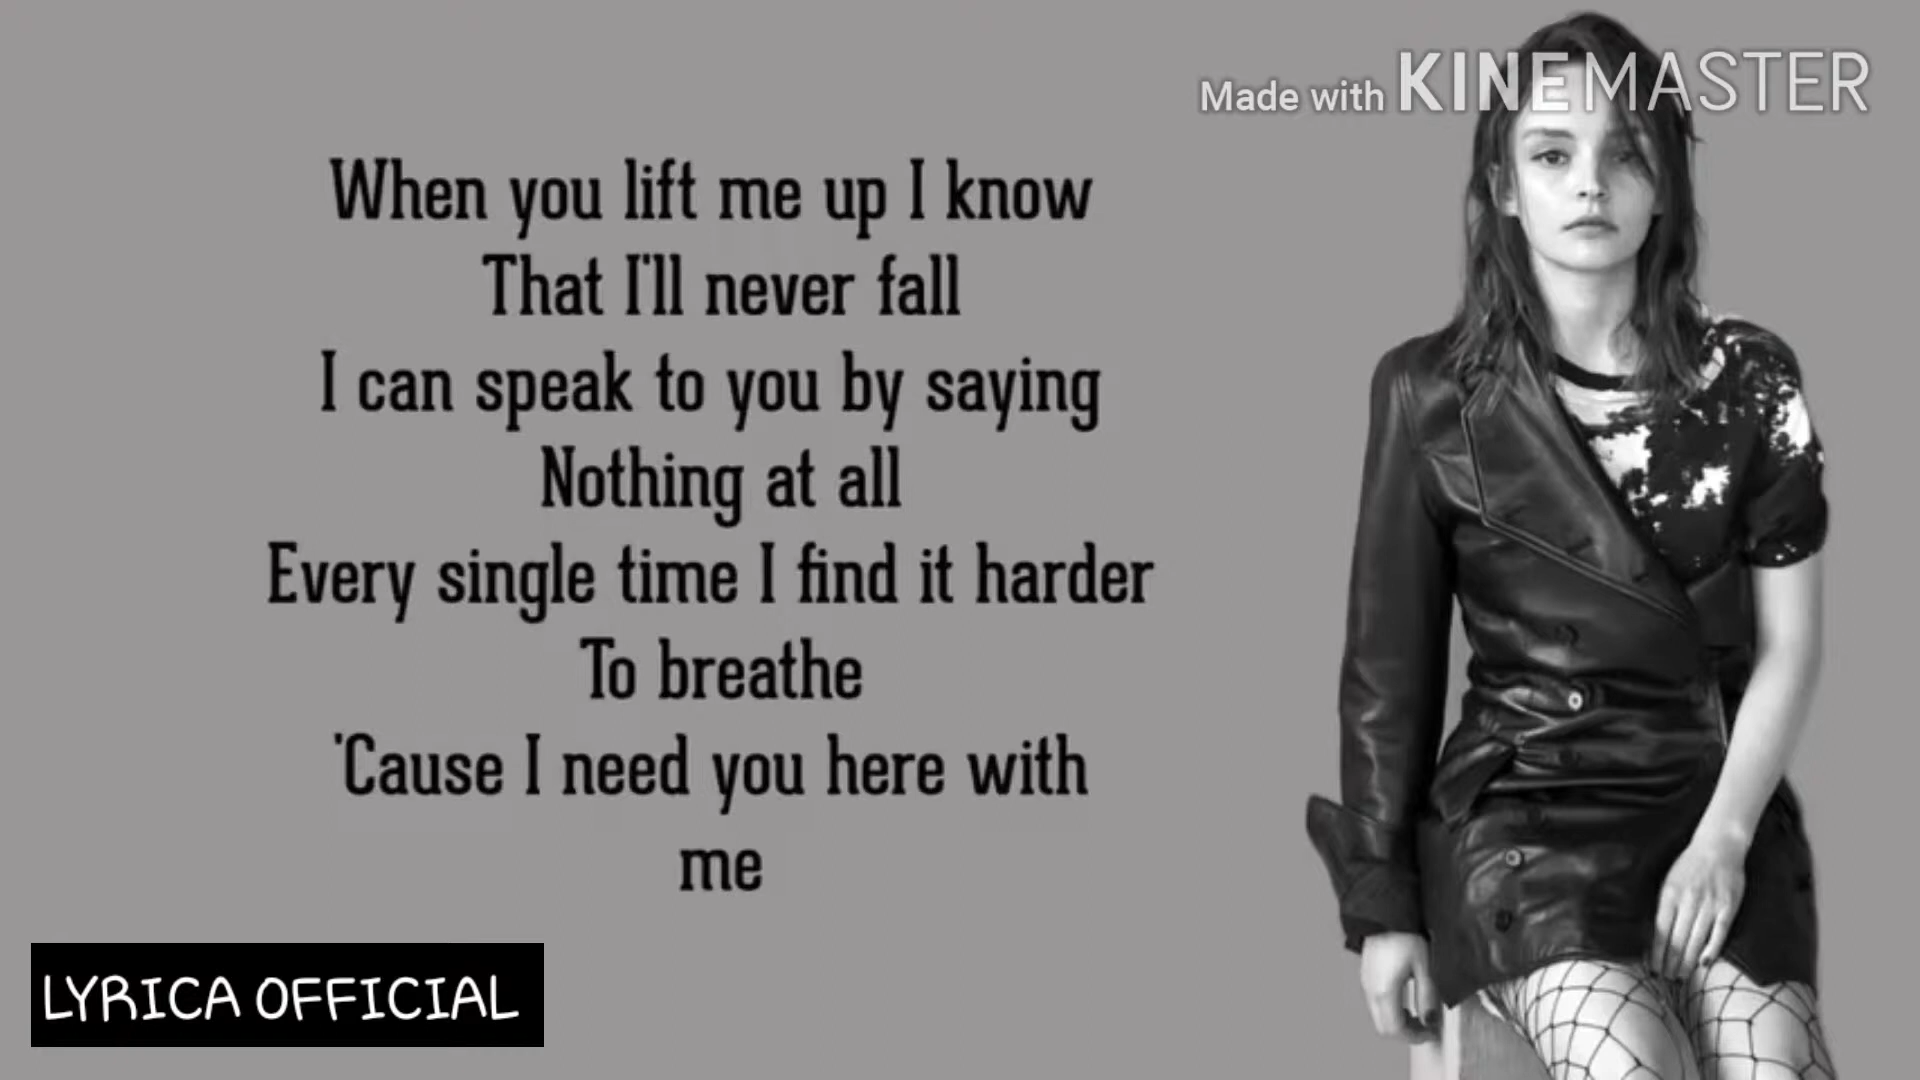 Made with KINEMASTER
When you lift me up I know
That I'll never fall
I can speak to you by saying
Nothing at all
Every single time I find it harder
To breathe
'Cause I need you here with
me
LYRICA OFFICIAL